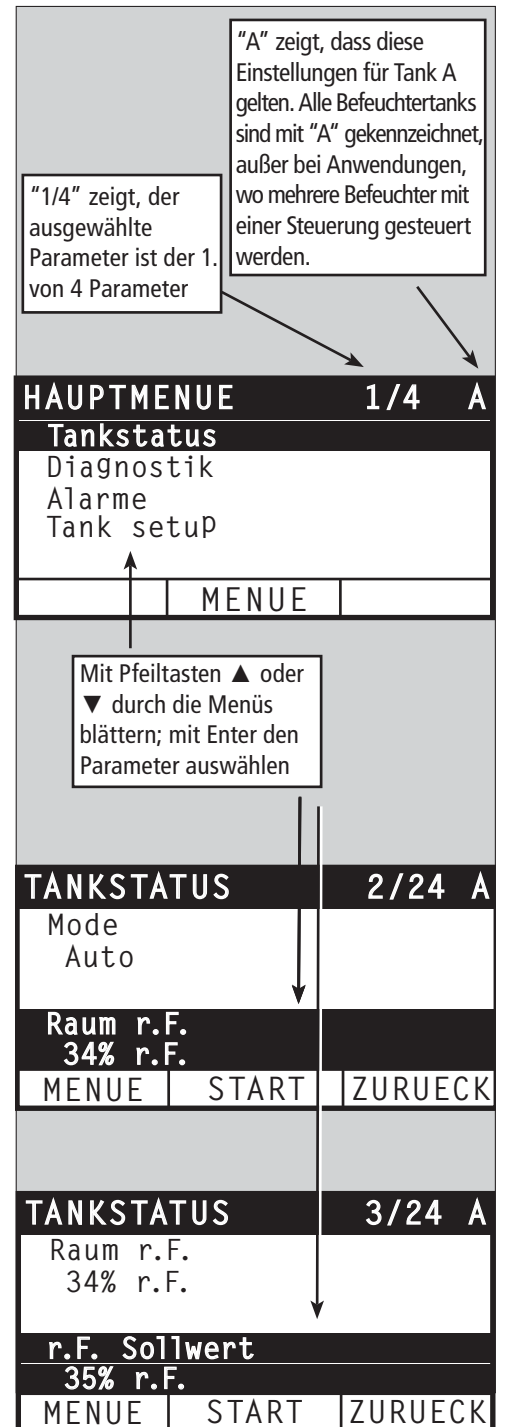 "A" zeigt, dass diese
Einstellungen für Tank A
gelten. Alle Befeuchtertanks
sind mit "A" gekennzeichnet,
außer bei Anwendungen,
wo mehrere Befeuchter mit
einer Steuerung gesteuert
werden.
"1/4" zeigt, der
ausgewählte
Parameter ist der 1.
von 4 Parameter
HAUPTMENUE 1/4 A
Tankstatus
Diagnostik
Alarme
Tank setup
MENUE
Mit Pfeiltasten ▲ oder
▼ durch die Menüs
blättern; mit Enter den
Parameter auswählen
TANKSTATUS 2/24 A
Mode
Auto
Raum r.F.
34% r.F.
MENUE START ZURUECK
TANKSTATUS 3/24 A
Raum r.F.
34% r.F.
r.F. Sollwert
35% r.F.
MENUE START ZURUECK